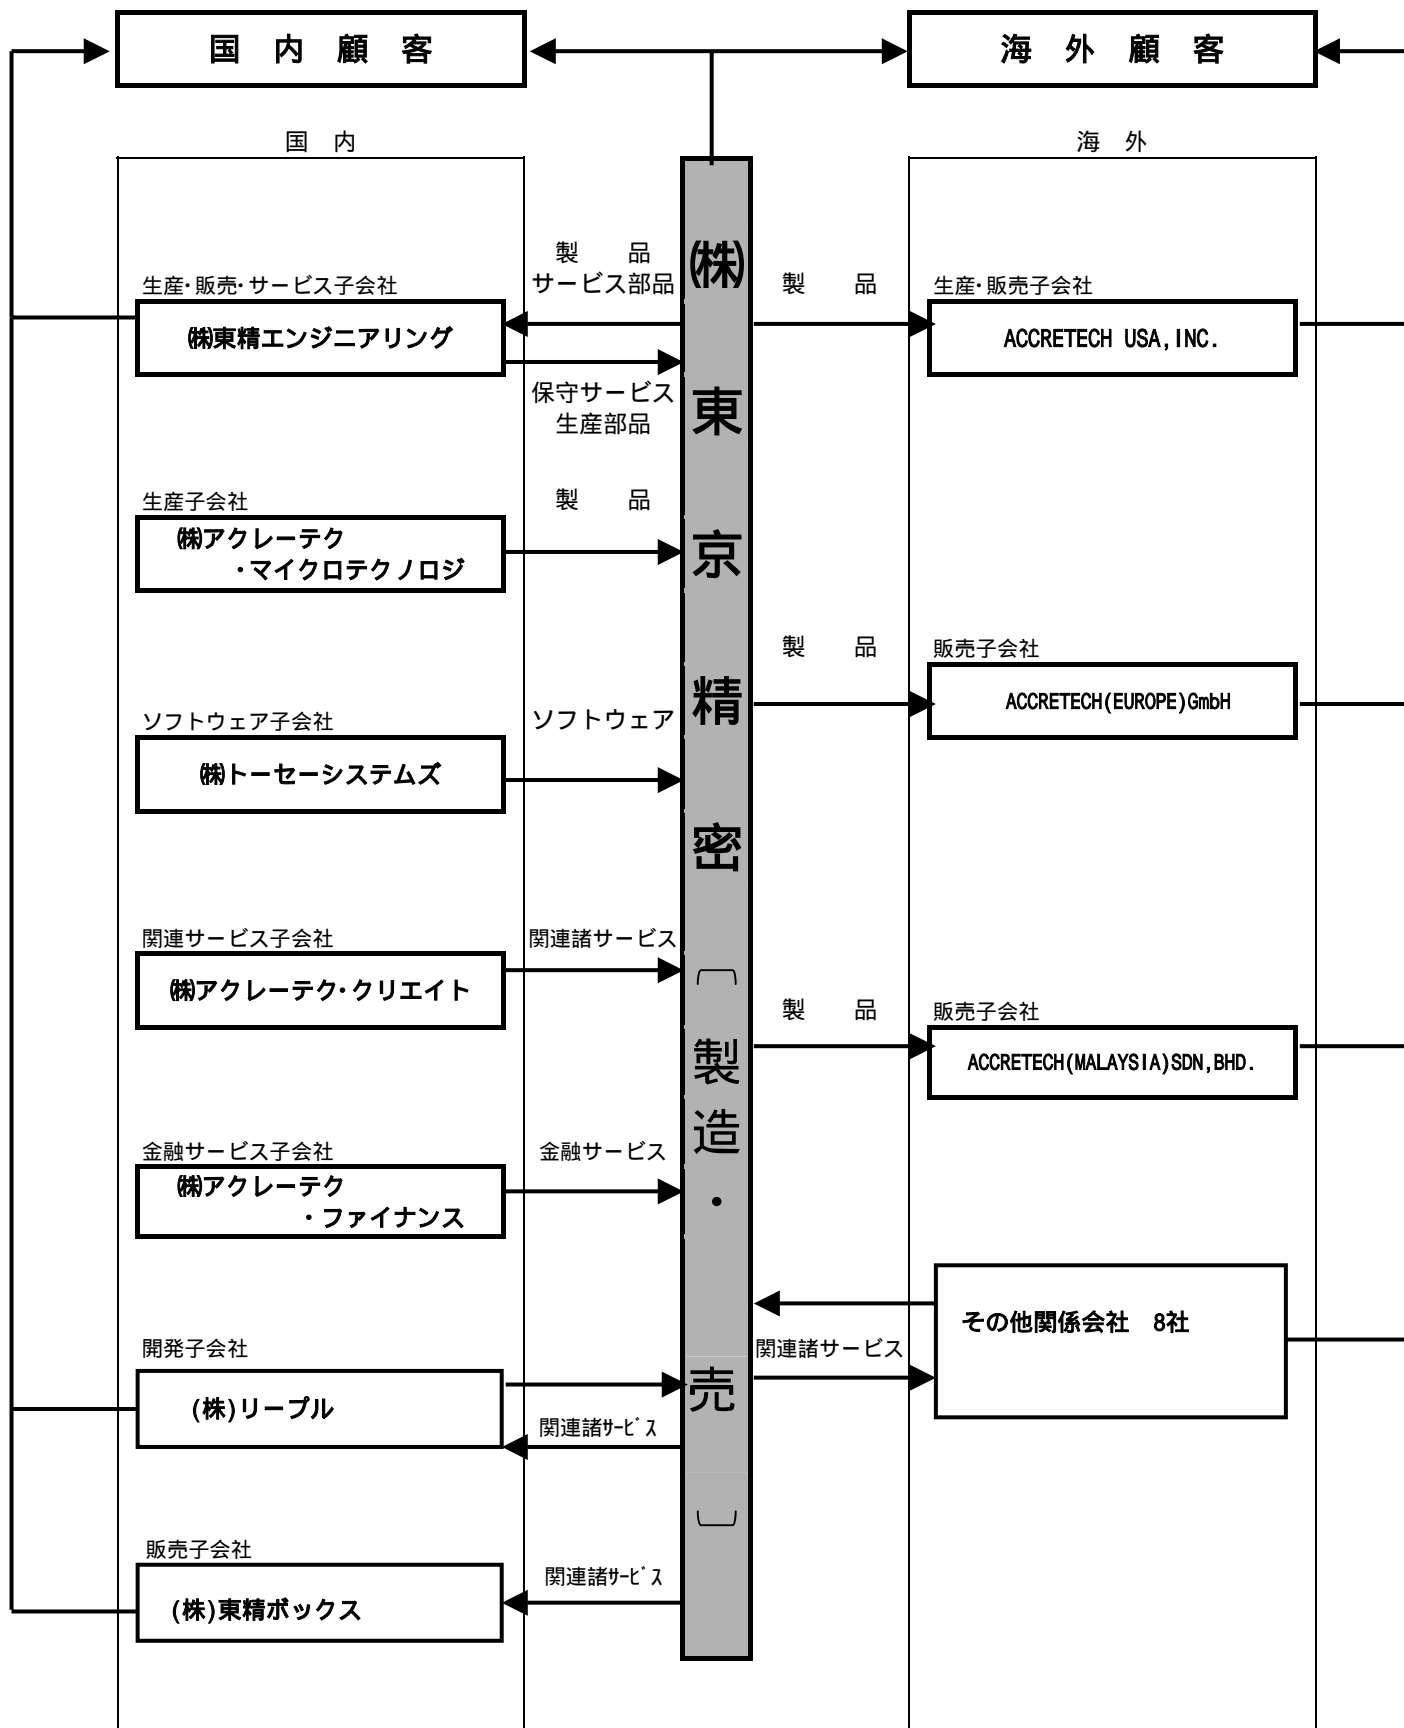 国　内　顧　客
海　外　顧　客
国　内
海　外
生産・販売・サービス子会社
㈱東精エンジニアリング
製　　品
サービス部品
保守サービス
生産部品
生産子会社
㈱アクレーテク
・マイクロテクノロジ
製　　品
ソフトウェア子会社
㈱トーセーシステムズ
ソフトウェア
関連サービス子会社
㈱アクレーテク・クリエイト
関連諸サービス
金融サービス子会社
㈱アクレーテク
・ファイナンス
金融サービス
開発子会社
(株)リープル
関連諸ｻｰﾋﾞｽ
販売子会社
(株)東精ボックス
関連諸ｻｰﾋﾞｽ
㈱東京精密〔製造・売〕
製　　品
生産・販売子会社
ACCRETECH USA,INC.
製　　品
販売子会社
ACCRETECH(EUROPE)GmbH
製　　品
販売子会社
ACCRETECH(MALAYSIA)SDN,BHD.
関連諸サービス
その他関係会社　8社